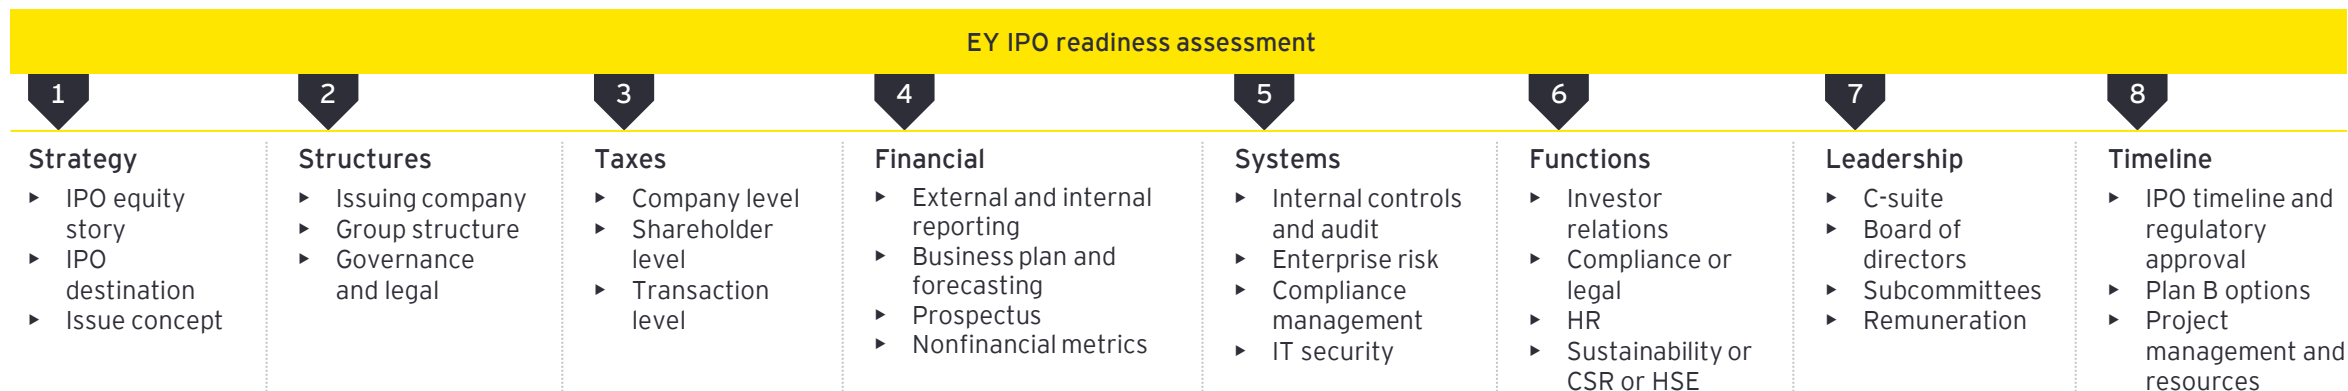 EY IPO readiness assessment
1
2
3
4
5
6
7
8
Strategy
► IPO equity
story
► IPO
destination
► Issue concept
Structures
► Issuing company
► Group structure
► Governance
and legal
Taxes
► Company level
► Shareholder
level
► Transaction
level
Financial
► External and internal
reporting
► Business plan and
forecasting
► Prospectus
► Nonfinancial metrics
Systems
► Internal controls
and audit
► Enterprise risk
► Compliance
management
► IT security
Functions
► Investor
relations
► Compliance or
legal
► HR
► Sustainability or
CSR or HSE
Leadership
► C-suite
► Board of
directors
► Subcommittees
► Remuneration
Timeline
► IPO timeline and
regulatory
approval
► Plan B options
► Project
management and
resources